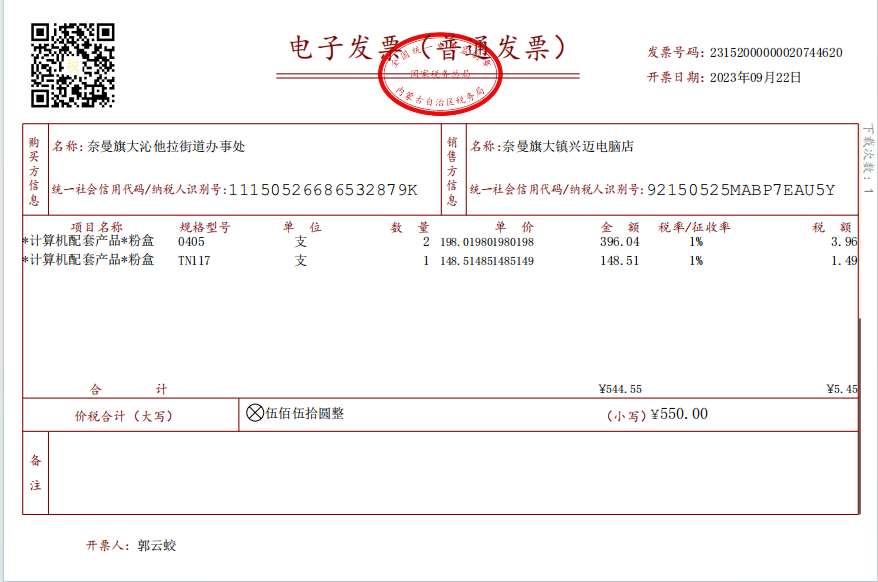 电子发票（普通发票）
全国统一发票监制章
国家税务总局
内蒙古自治区税务局
发票号码：23152000000020744620
开票日期：2023年09月22日
下载次数：1
购买方信息
名称：奈曼旗大沁他拉街道办事处
统一社会信用代码/纳税人识别号：11150526686532879K
销售方信息
名称：奈曼旗大镇兴迈电脑店
统一社会信用代码/纳税人识别号：92150525MABP7EAU5Y
项目名称 规格型号 单位 数量 单价 金额 税率/征收率 税额
*计算机配套产品*粉盒 0405 支 2 198.019801980198 396.04 1% 3.96
*计算机配套产品*粉盒 TN117 支 1 148.514851485149 148.51 1% 1.49
合计 ¥544.55 ¥5.45
价税合计（大写） 伍佰伍拾圆整 （小写）¥550.00
备注
开票人：郭云蛟